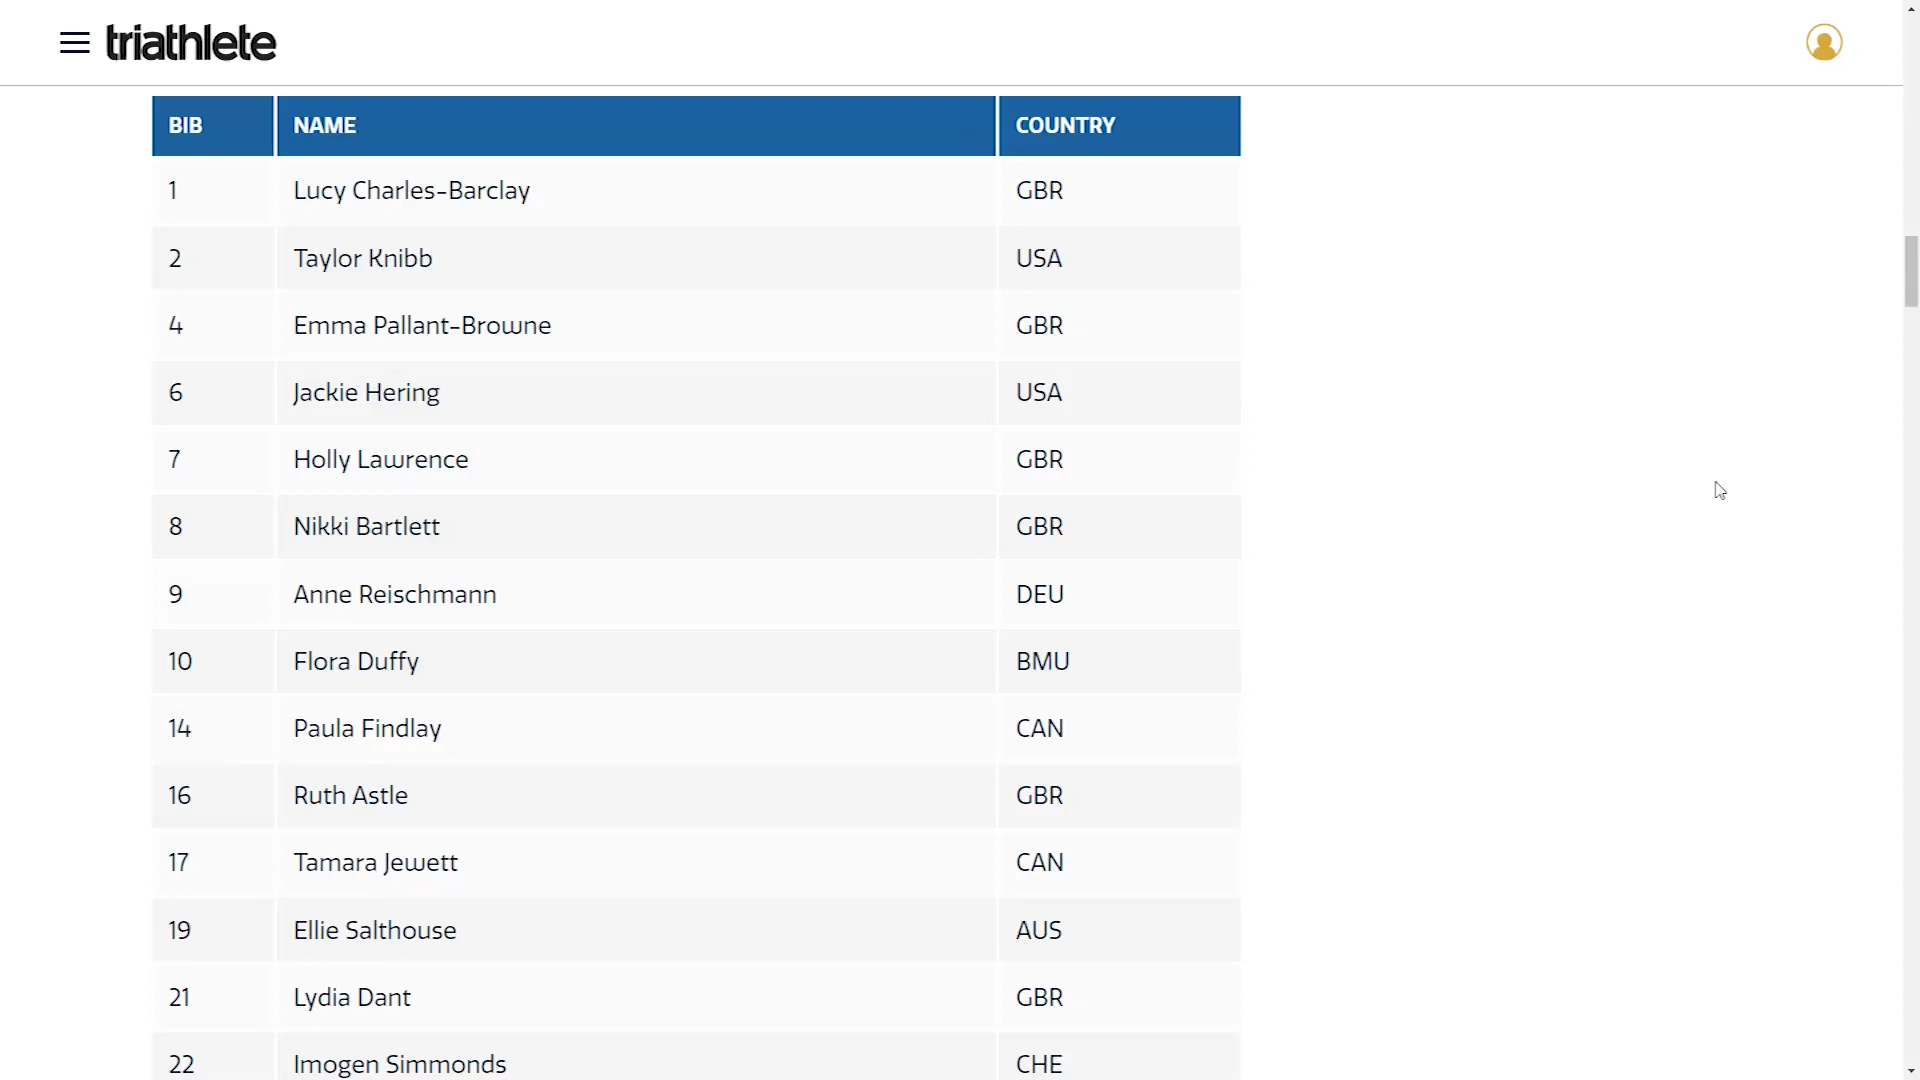 triathlete
BIB NAME COUNTRY
1 Lucy Charles-Barclay GBR
2 Taylor Knibb USA
4 Emma Pallant-Browne GBR
6 Jackie Hering USA
7 Holly Lawrence GBR
8 Nikki Bartlett GBR
9 Anne Reischmann DEU
10 Flora Duffy BMU
14 Paula Findlay CAN
16 Ruth Astle GBR
17 Tamara Jewett CAN
19 Ellie Salthouse AUS
21 Lydia Dant GBR
22 Imogen Simmonds CHE